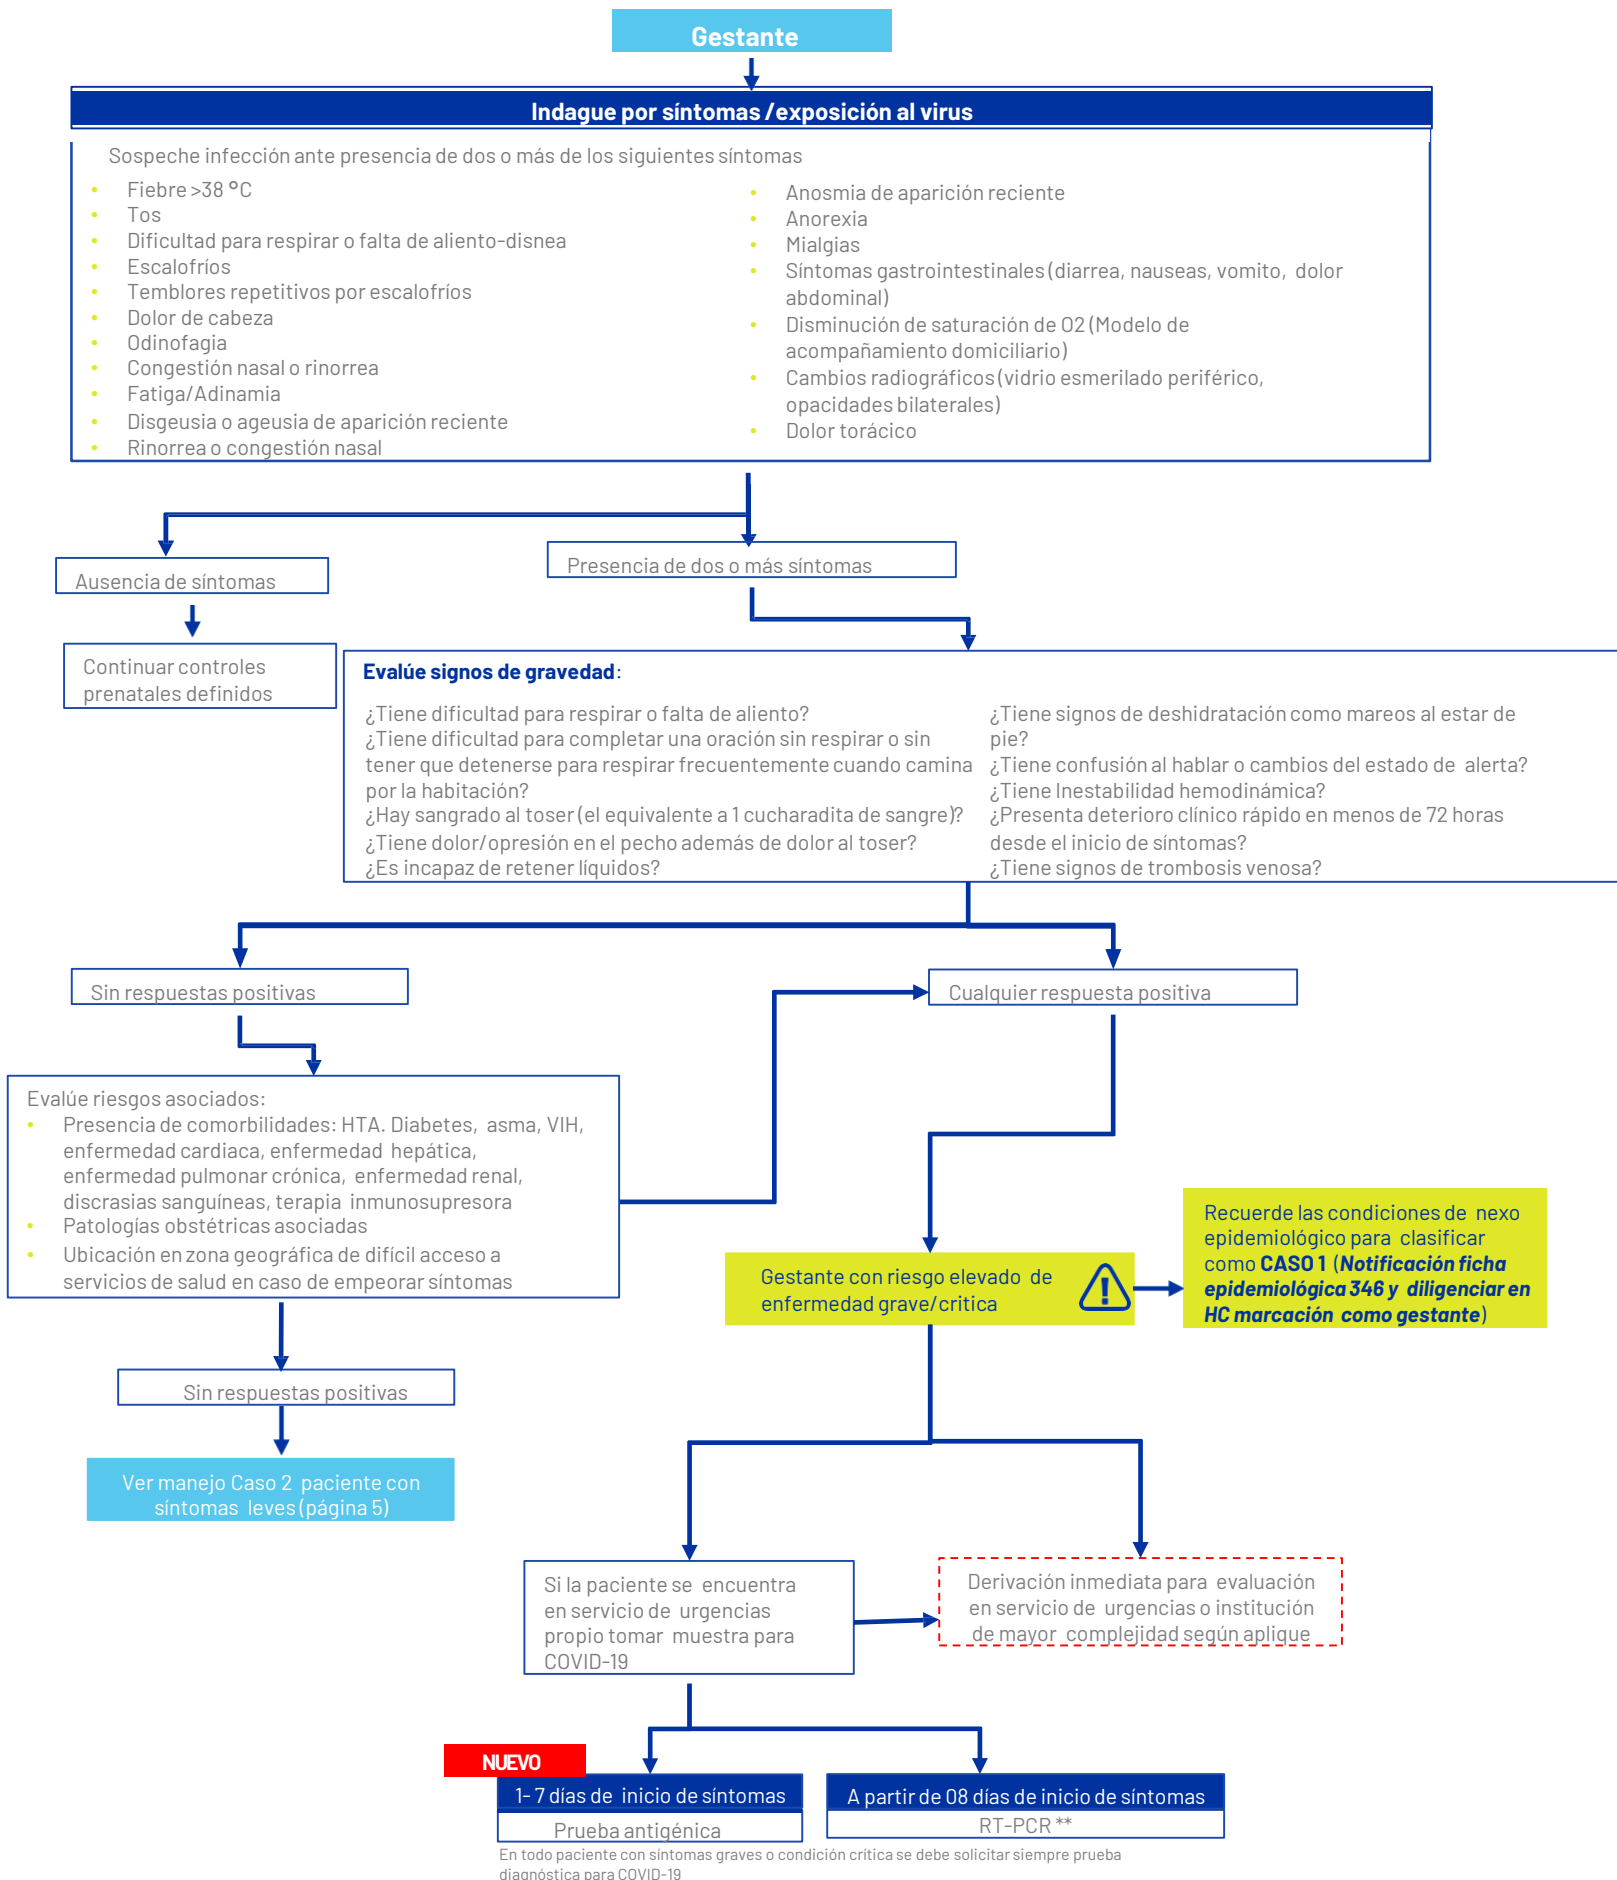 Gestante
Indague por síntomas /exposición al virus
Sospeche infección ante presencia de dos o más de los siguientes síntomas
• Fiebre >38 °C
• Tos
• Dificultad para respirar o falta de aliento-disnea
• Escalofríos
• Temblores repetitivos por escalofríos
• Dolor de cabeza
• Odinofagia
• Congestión nasal o rinorrea
• Fatiga/Adinamia
• Disgeusia o ageusia de aparición reciente
• Rinorrea o congestión nasal
• Anosmia de aparición reciente
• Anorexia
• Mialgias
• Síntomas gastrointestinales (diarrea, nauseas, vomito, dolor
abdominal)
• Disminución de saturación de O2 (Modelo de
acompañamiento domiciliario)
• Cambios radiográficos (vidrio esmerilado periférico,
opacidades bilaterales)
• Dolor torácico
Ausencia de síntomas
Presencia de dos o más síntomas
Continuar controles
prenatales definidos
Evalúe signos de gravedad:
¿Tiene dificultad para respirar o falta de aliento?
¿Tiene dificultad para completar una oración sin respirar o sin
tener que detenerse para respirar frecuentemente cuando camina
por la habitación?
¿Hay sangrado al toser (el equivalente a 1 cucharadita de sangre)?
¿Tiene dolor/opresión en el pecho además de dolor al toser?
¿Es incapaz de retener líquidos?
¿Tiene signos de deshidratación como mareos al estar de
pie?
¿Tiene confusión al hablar o cambios del estado de alerta?
¿Tiene Inestabilidad hemodinámica?
¿Presenta deterioro clínico rápido en menos de 72 horas
desde el inicio de síntomas?
¿Tiene signos de trombosis venosa?
Sin respuestas positivas
Cualquier respuesta positiva
Evalúe riesgos asociados:
• Presencia de comorbilidades: HTA. Diabetes, asma, VIH,
enfermedad cardiaca, enfermedad hepática,
enfermedad pulmonar crónica, enfermedad renal,
discrasias sanguíneas, terapia inmunosupresora
• Patologías obstétricas asociadas
• Ubicación en zona geográfica de difícil acceso a
servicios de salud en caso de empeorar síntomas
Gestante con riesgo elevado de
enfermedad grave/critica
Recuerde las condiciones de nexo
epidemiológico para clasificar
como CASO 1 (Notificación ficha
epidemiológica 346 y diligenciar en
HC marcación como gestante)
Sin respuestas positivas
Ver manejo Caso 2 paciente con
síntomas leves (página 5)
Si la paciente se encuentra
en servicio de urgencias
propio tomar muestra para
COVID-19
Derivación inmediata para evaluación
en servicio de urgencias o institución
de mayor complejidad según aplique
NUEVO
1- 7 días de inicio de síntomas
Prueba antigénica
A partir de 08 días de inicio de síntomas
RT-PCR **
En todo paciente con síntomas graves o condición crítica se debe solicitar siempre prueba
diagnóstica para COVID-19